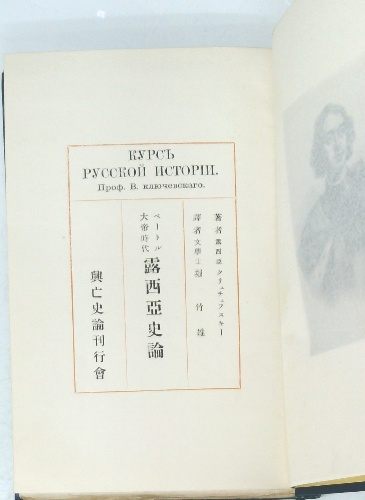 КУРСЪ
РУССКОЙ ИСТОРІИ.
Проф. В. Ключевскаго.
著者 露西亞 クリュチェフスキー
譯者 文學士 趙 竹
ペートル
大帝時代
露西亞史論
興亡史論刊行會